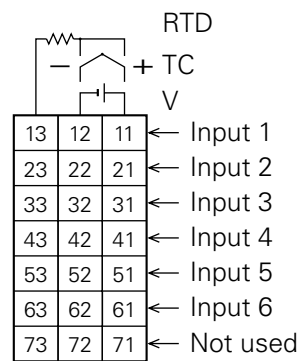 RTD
− + TC
V
13 12 11 ← Input 1
23 22 21 ← Input 2
33 32 31 ← Input 3
43 42 41 ← Input 4
53 52 51 ← Input 5
63 62 61 ← Input 6
73 72 71 ← Not used